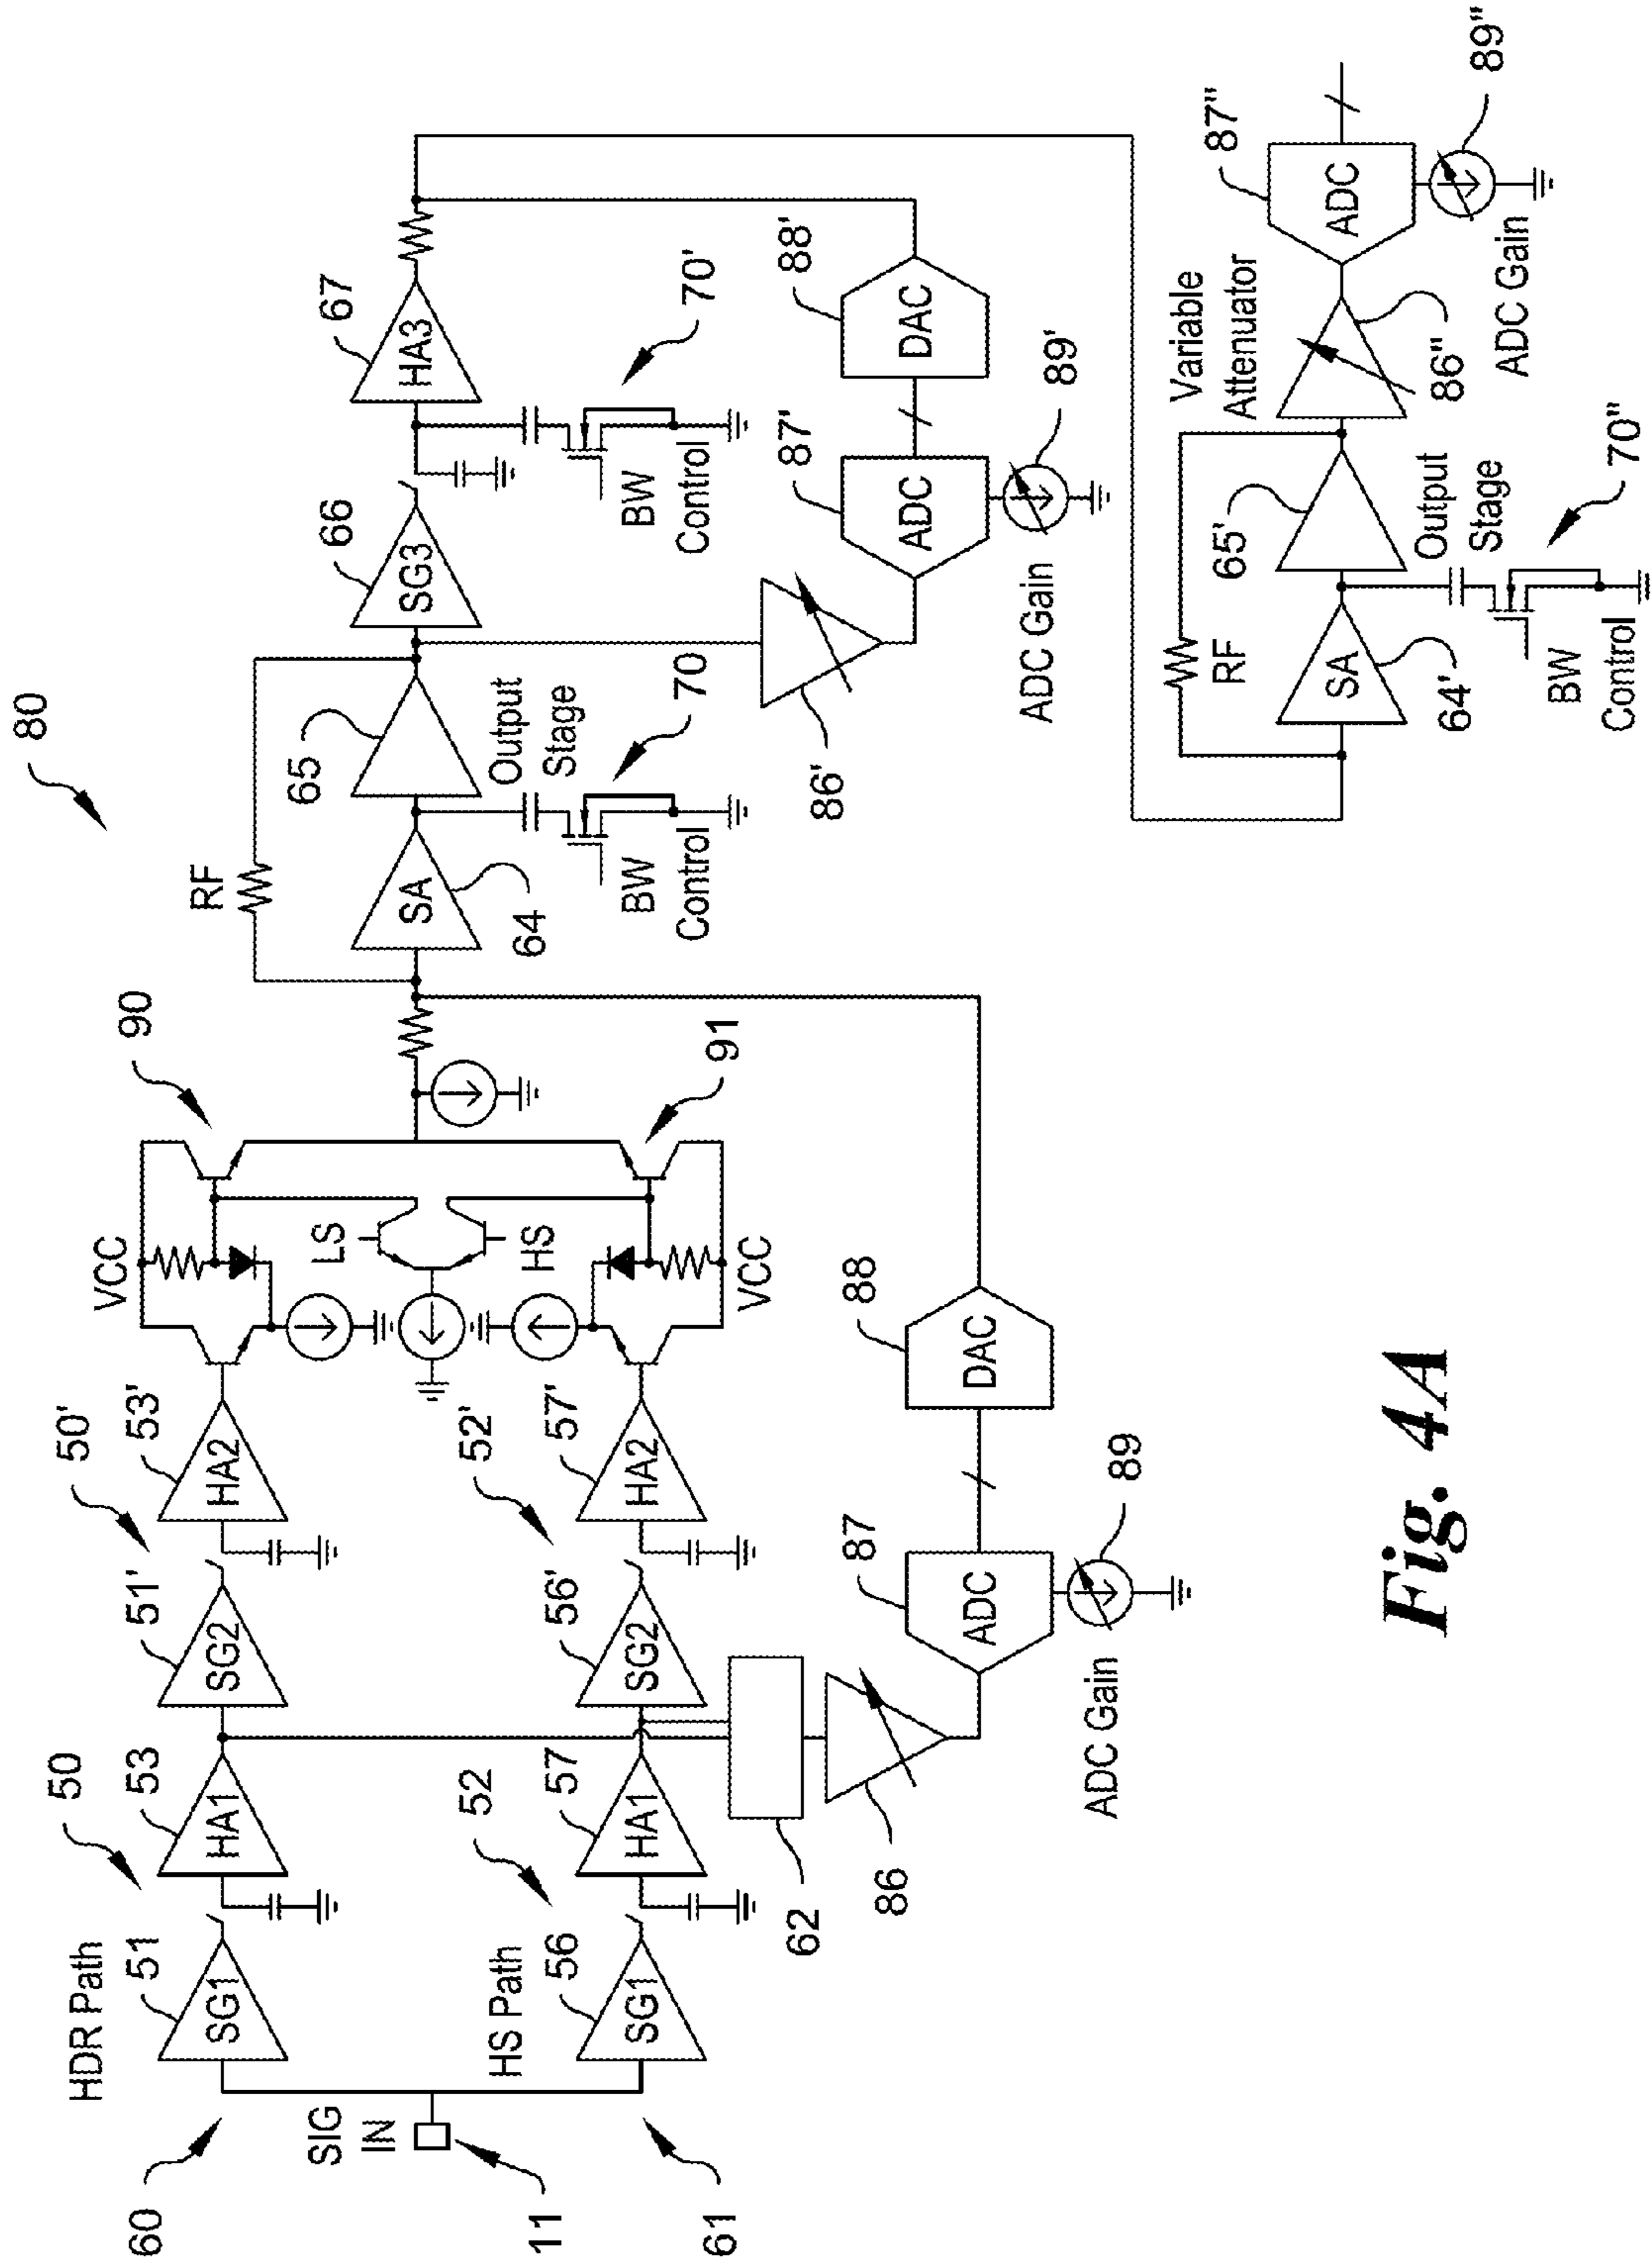 80
HDR Path
60
51
SG1
50
53
HA1
51'
SG2
50'
53'
HA2
VCC
90
SIG
IN
11
LS
HS
RF
SA
64
65
Output
Stage
BW
Control
70
66
SG3
67
HA3
BW
Control
70'
HS Path
61
56
SG1
52
57
HA1
56'
SG2
52'
57'
HA2
VCC
91
62
86
87
ADC
88
DAC
ADC Gain
89
86'
87'
ADC
88'
DAC
ADC Gain
89'
RF
SA
64'
65'
Output
Stage
BW
Control
70"
Variable
Attenuator
86"
87"
ADC
ADC Gain
89"
Fig. 4A